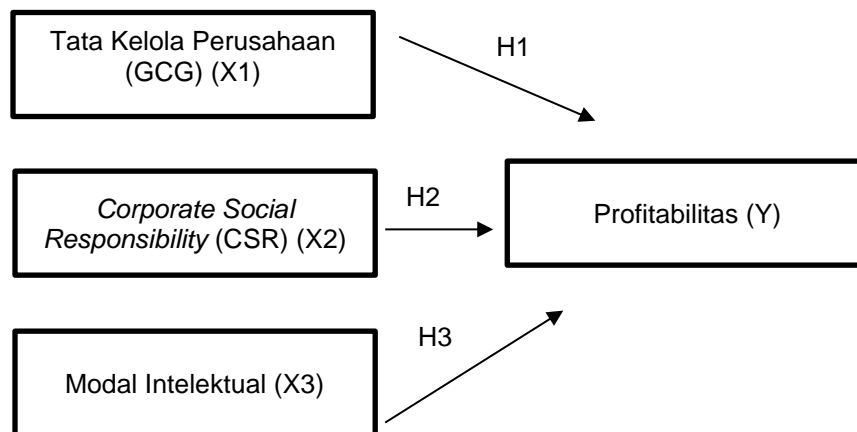 Tata Kelola Perusahaan
(GCG) (X1)
H1
Corporate Social
Responsibility (CSR) (X2)
H2
Profitabilitas (Y)
H3
Modal Intelektual (X3)